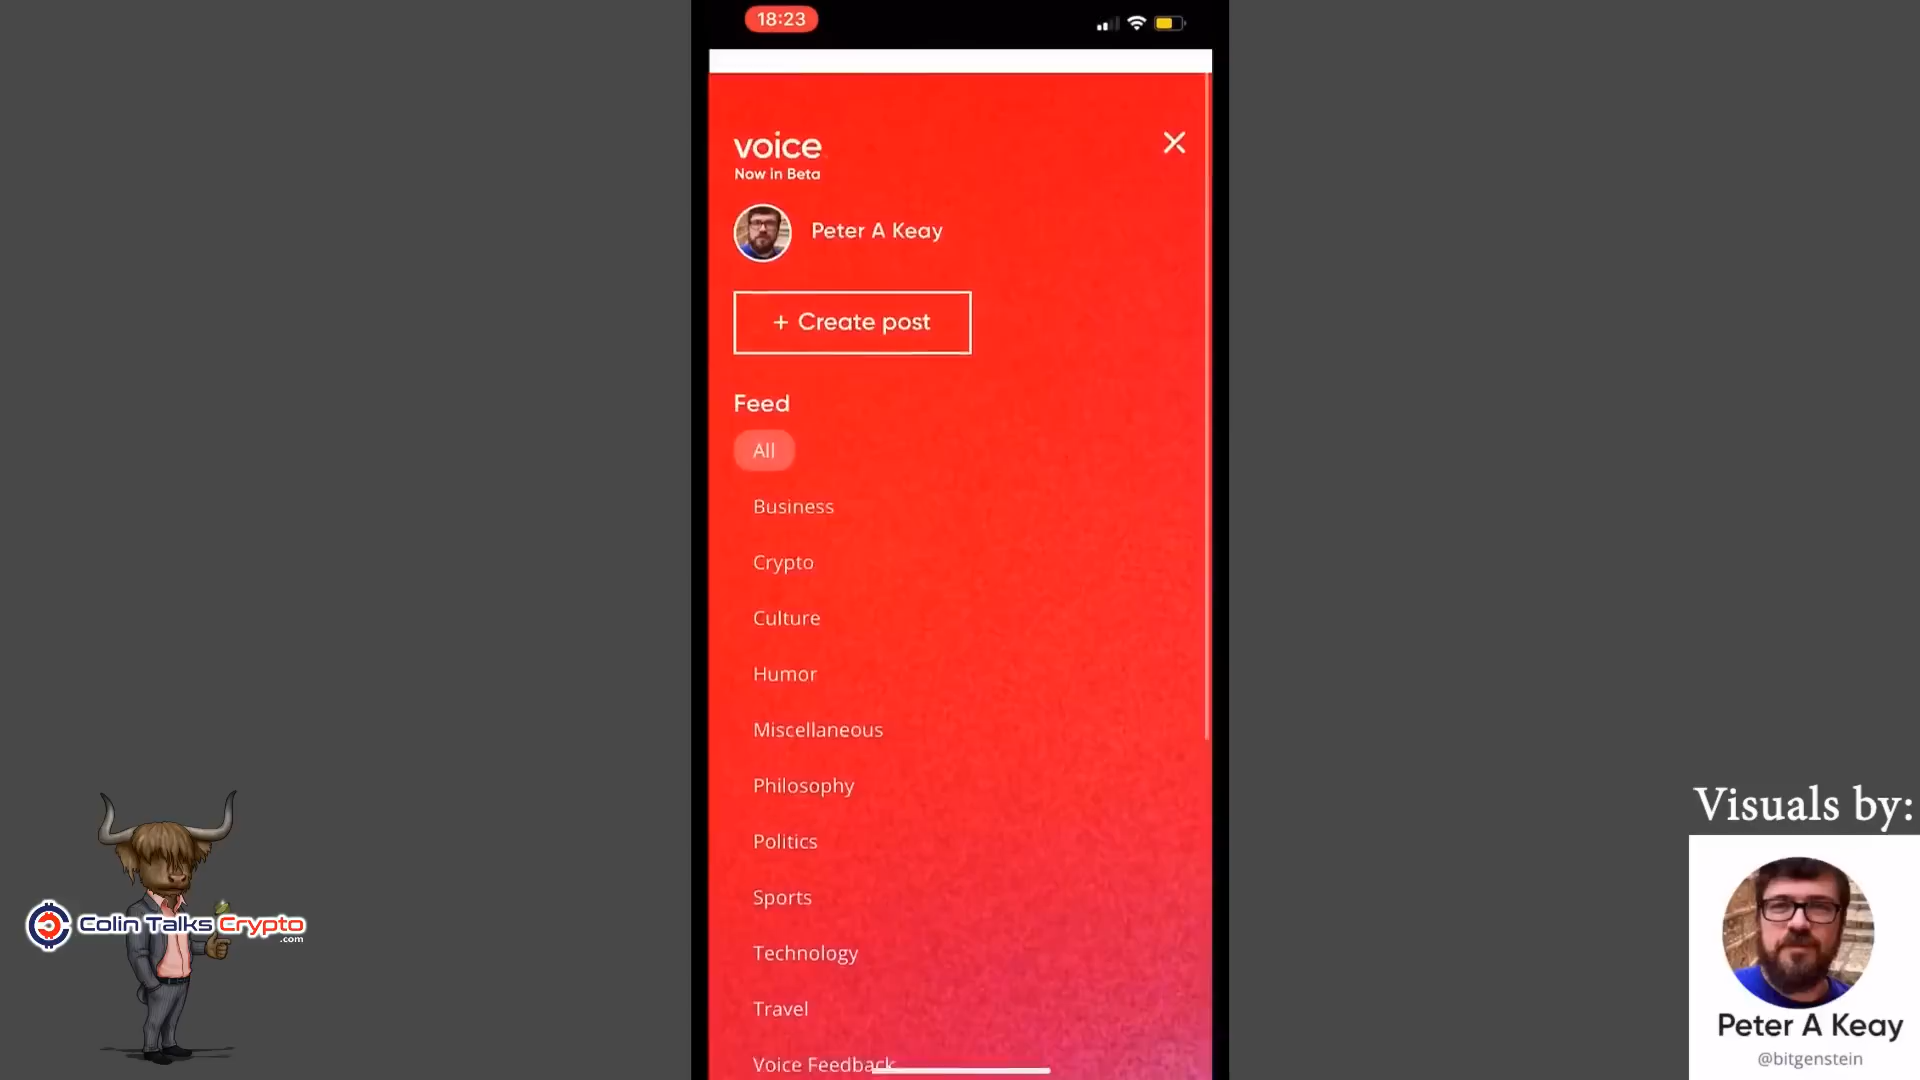 18:23
voice
Now in Beta
Peter A Keay
+ Create post
Feed
All
Business
Crypto
Culture
Humor
Miscellaneous
Philosophy
Politics
Sports
Technology
Travel
Voice Feedback
Colin Talks Crypto
.com
Visuals by:
Peter A Keay
@bitgenstein